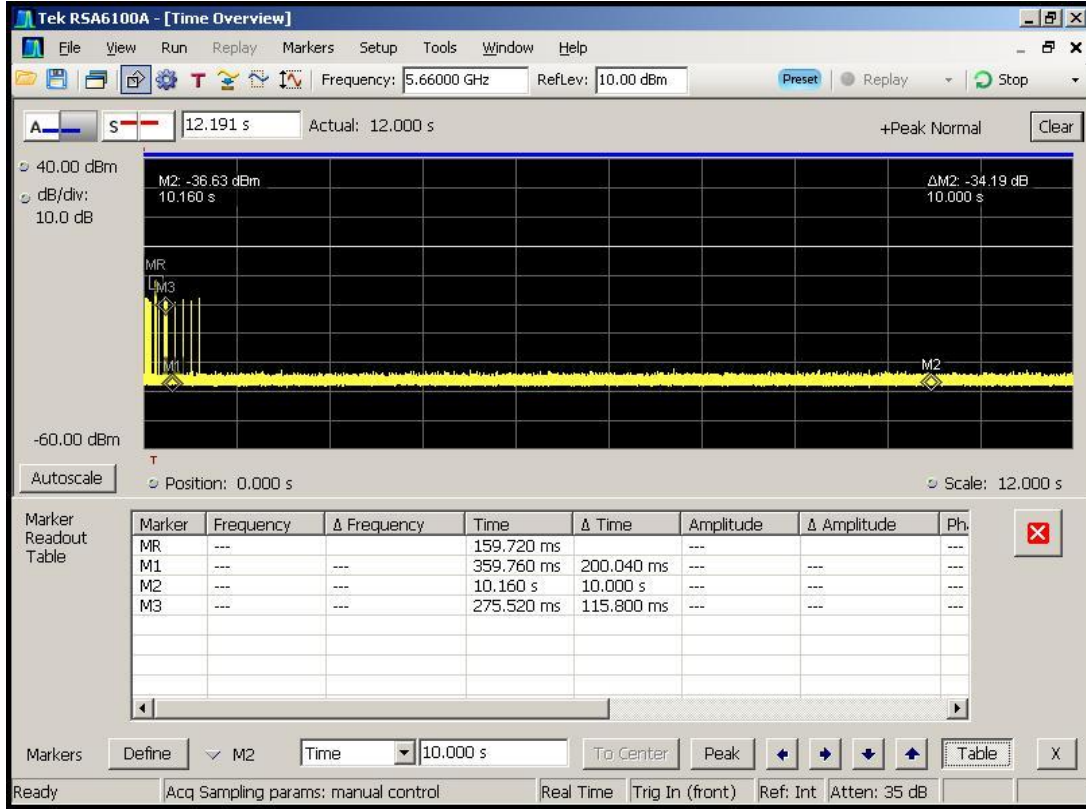 Tek RSA6100A - [Time Overview]
File View Run Replay Markers Setup Tools Window Help
T Frequency: 5.66000 GHz RefLev: 10.00 dBm Preset Replay Stop
A S 12.191 s Actual: 12.000 s +Peak Normal Clear
40.00 dBm
dB/div:
10.0 dB
M2: -36.63 dBm
10.160 s
ΔM2: -34.19 dB
10.000 s
MR
M3
M1
M2
-60.00 dBm
T
Autoscale Position: 0.000 s Scale: 12.000 s
Marker
Readout
Table
Marker Frequency Δ Frequency Time Δ Time Amplitude Δ Amplitude Ph
MR --- 159.720 ms --- ---
M1 --- --- 359.760 ms 200.040 ms --- --- ---
M2 --- --- 10.160 s 10.000 s --- --- ---
M3 --- --- 275.520 ms 115.800 ms --- --- ---
Markers Define M2 Time 10.000 s To Center Peak Table X
Ready Acq Sampling params: manual control Real Time Trig In (front) Ref: Int Atten: 35 dB